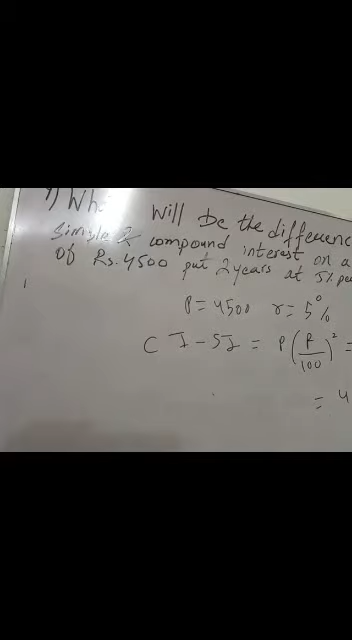 1) Wh
Will be the differenc
Simple & compound interest on a
of Rs. 4500 put 2 years at 5% pe
P = 4500 r = 5%
CI - SI = P (R/100)² =
= 4